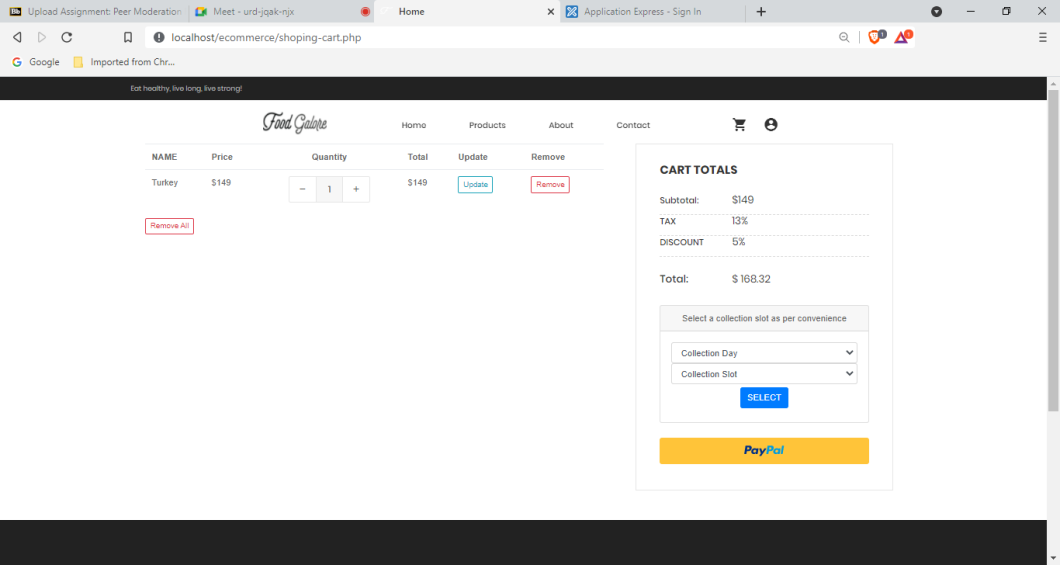 Upload Assignment: Peer Moderation
Meet - urd-jqak-njx
Home
Application Express - Sign In
localhost/ecommerce/shoping-cart.php
Google
Imported from Chr...
Eat healthy, live long, live strong!
Food Galore
Home Products About Contact
NAME Price Quantity Total Update Remove
Turkey $149 − 1 + $149 Update Remove
Remove All
CART TOTALS
Subtotal: $149
TAX 13%
DISCOUNT 5%
Total: $ 168.32
Select a collection slot as per convenience
Collection Day
Collection Slot
SELECT
PayPal